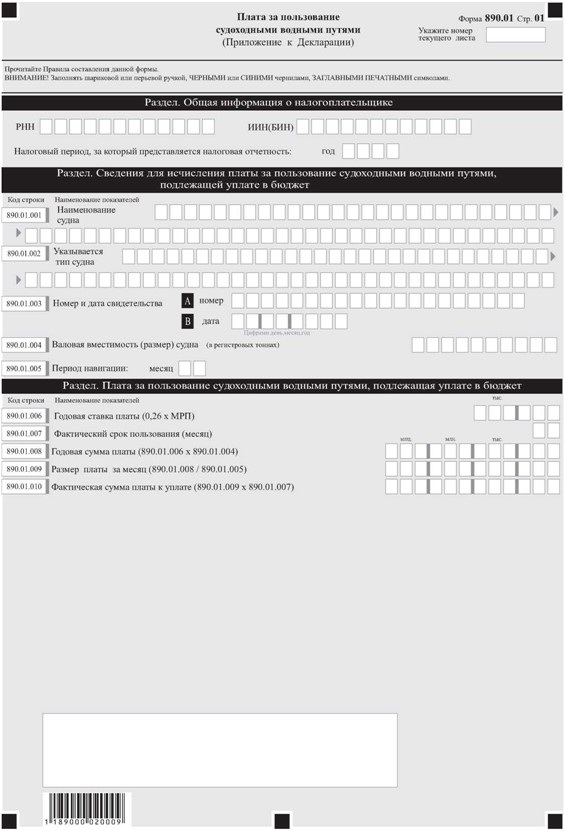 Плата за пользование
судоходными водными путями
(Приложение к Декларации)
Форма 890.01 Стр. 01
Укажите номер
текущего листа
Прочитайте Правила составления данной формы.
ВНИМАНИЕ! Заполнять шариковой или перьевой ручкой, ЧЕРНЫМИ или СИНИМИ чернилами, ЗАГЛАВНЫМИ ПЕЧАТНЫМИ символами.
Раздел. Общая информация о налогоплательщике
РНН ИИН(БИН)
Налоговый период, за который представляется налоговая отчетность: год
Раздел. Сведения для исчисления платы за пользование судоходными водными путями,
подлежащей уплате в бюджет
Код строки Наименование показателей
890.01.001 Наименование
судна
890.01.002 Указывается
тип судна
890.01.003 Номер и дата свидетельства A номер
B дата
Цифрами день,месяц,год
890.01.004 Валовая вместимость (размер) судна (в регистровых тоннах)
890.01.005 Период навигации: месяц
Раздел. Плата за пользование судоходными водными путями, подлежащая уплате в бюджет
Код строки Наименование показателей тыс.
890.01.006 Годовая ставка платы (0,26 х МРП)
890.01.007 Фактический срок пользования (месяц)
млрд. млн. тыс.
890.01.008 Годовая сумма платы (890.01.006 х 890.01.004)
890.01.009 Размер платы за месяц (890.01.008 / 890.01.005)
890.01.010 Фактическая сумма платы к уплате (890.01.009 х 890.01.007)
1 189000 020009